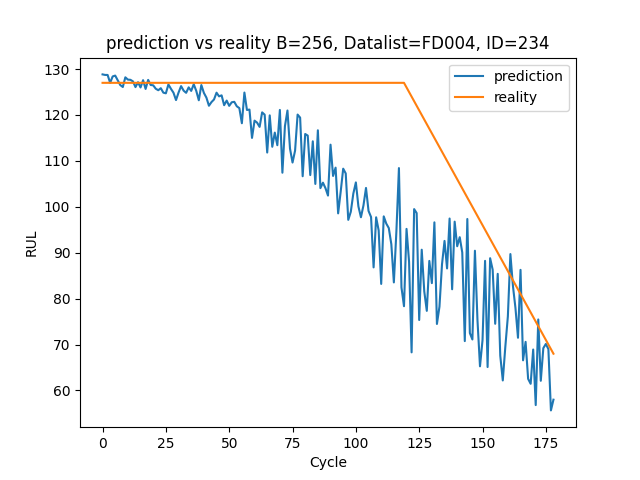 prediction vs reality B=256, Datalist=FD004, ID=234
prediction
reality
RUL
130
120
110
100
90
80
70
60
0 25 50 75 100 125 150 175
Cycle